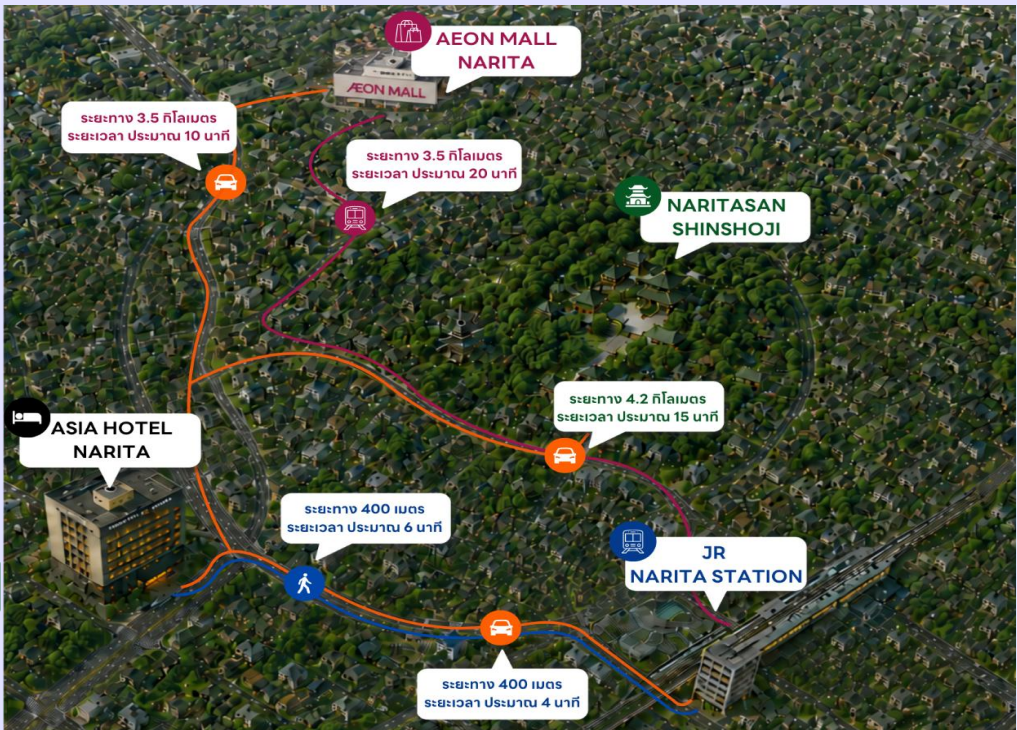 AEON MALL
NARITA
ÆON MALL
ระยะทาง 3.5 กิโลเมตร
ระยะเวลา ประมาณ 10 นาที
ระยะทาง 3.5 กิโลเมตร
ระยะเวลา ประมาณ 20 นาที
NARITASAN
SHINSHOJI
ระยะทาง 4.2 กิโลเมตร
ระยะเวลา ประมาณ 15 นาที
ASIA HOTEL
NARITA
ระยะทาง 400 เมตร
ระยะเวลา ประมาณ 6 นาที
JR
NARITA STATION
ระยะทาง 400 เมตร
ระยะเวลา ประมาณ 4 นาที